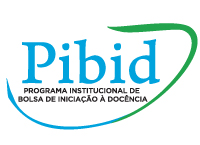 Pibid
PROGRAMA INSTITUCIONAL DE
BOLSA DE INICIAÇÃO À DOCÊNCIA